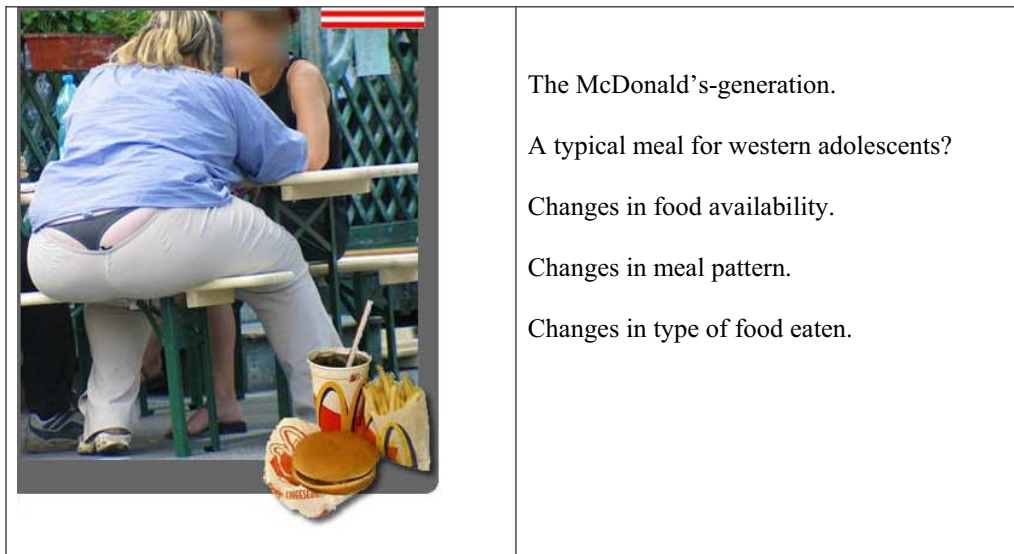 The McDonald's-generation.
A typical meal for western adolescents?
Changes in food availability.
Changes in meal pattern.
Changes in type of food eaten.